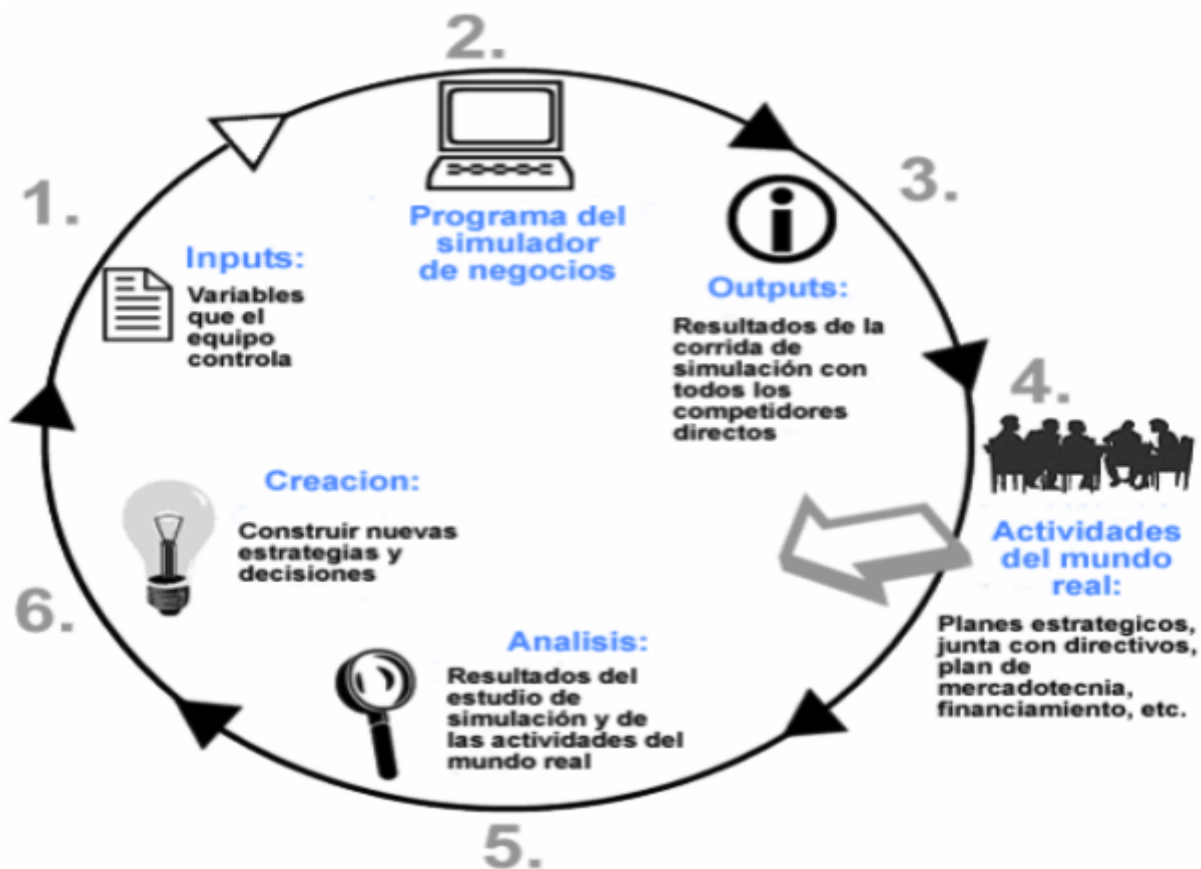 1.
Inputs:
Variables
que el
equipo
controla
2.
Programa del
simulador
de negocios
3.
Outputs:
Resultados de la
corrida de
simulación con
todos los
competidores
directos
4.
Actividades
del mundo
real:
Planes estrategicos,
junta con directivos,
plan de
mercadotecnia,
financiamiento, etc.
5.
Analisis:
Resultados del
estudio de
simulación y de
las actividades del
mundo real
6.
Creacion:
Construir nuevas
estrategias y
decisiones